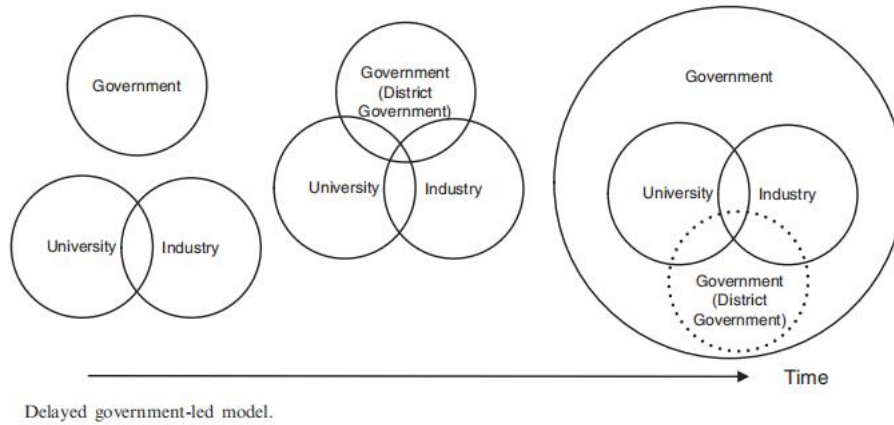 Government
University
Industry
Government
(District
Government)
University
Industry
Government
University
Industry
Government
(District
Government)
Time
Delayed government-led model.